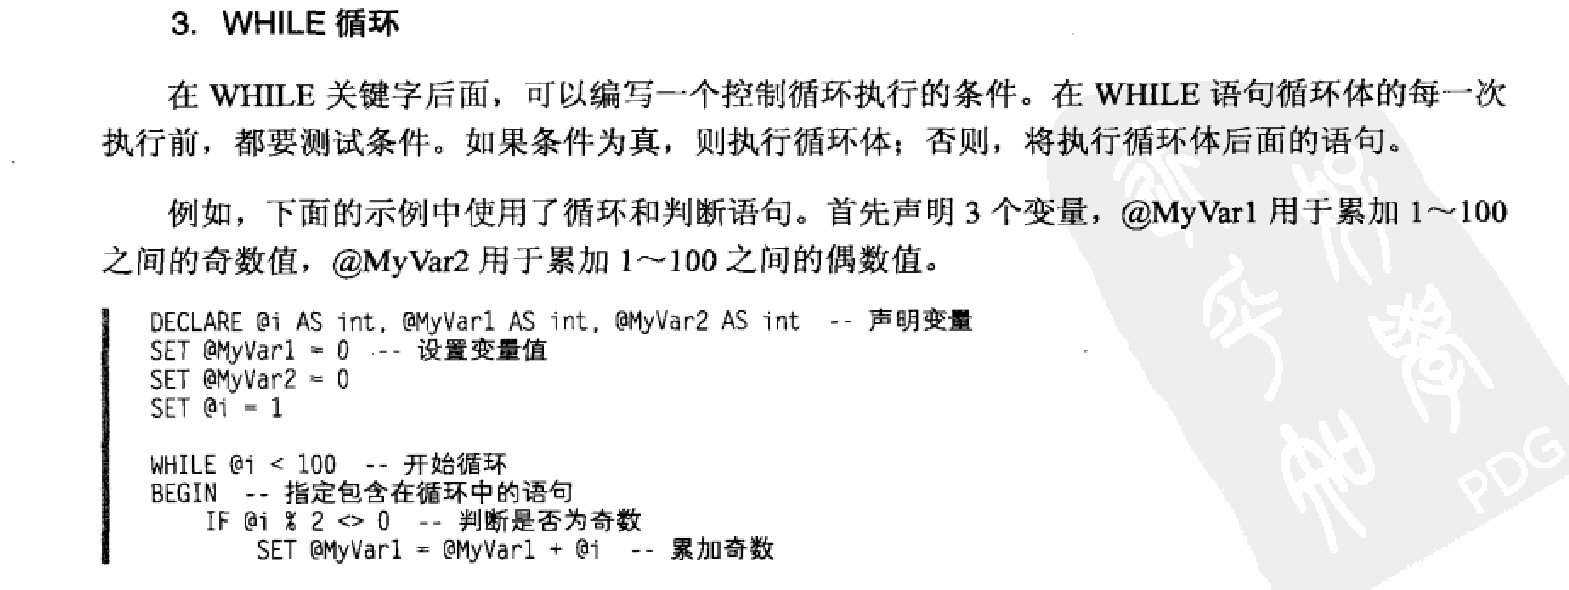 3. WHILE 循环
在 WHILE 关键字后面，可以编写一个控制循环执行的条件。在 WHILE 语句循环体的每一次
执行前，都要测试条件。如果条件为真，则执行循环体；否则，将执行循环体后面的语句。
例如，下面的示例中使用了循环和判断语句。首先声明 3 个变量，@MyVar1 用于累加 1～100
之间的奇数值，@MyVar2 用于累加 1～100 之间的偶数值。
DECLARE @i AS int, @MyVar1 AS int, @MyVar2 AS int -- 声明变量
SET @MyVar1 = 0 -- 设置变量值
SET @MyVar2 = 0
SET @i = 1
WHILE @i < 100 -- 开始循环
BEGIN -- 指定包含在循环中的语句
IF @i % 2 <> 0 -- 判断是否为奇数
SET @MyVar1 = @MyVar1 + @i -- 累加奇数
PDG